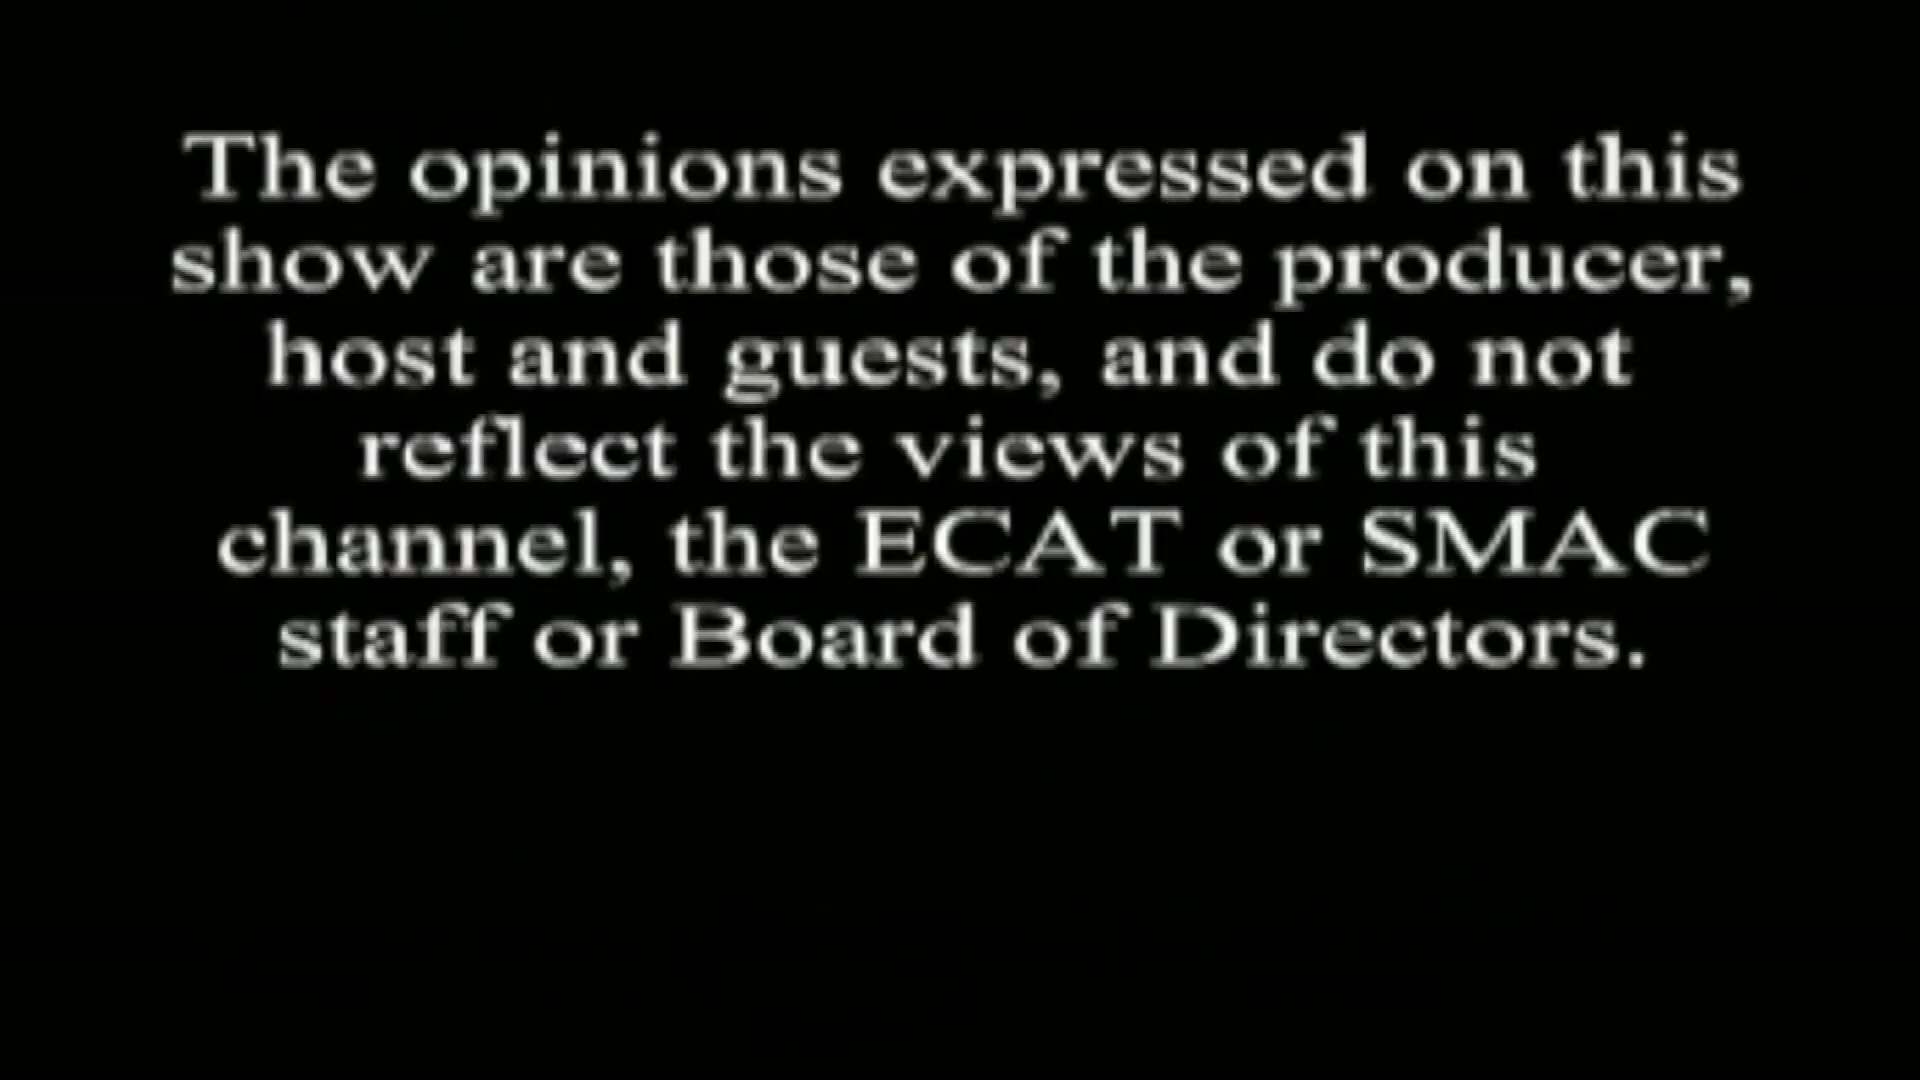 The opinions expressed on this
show are those of the producer,
host and guests, and do not
reflect the views of this
channel, the ECAT or SMAC
staff or Board of Directors.